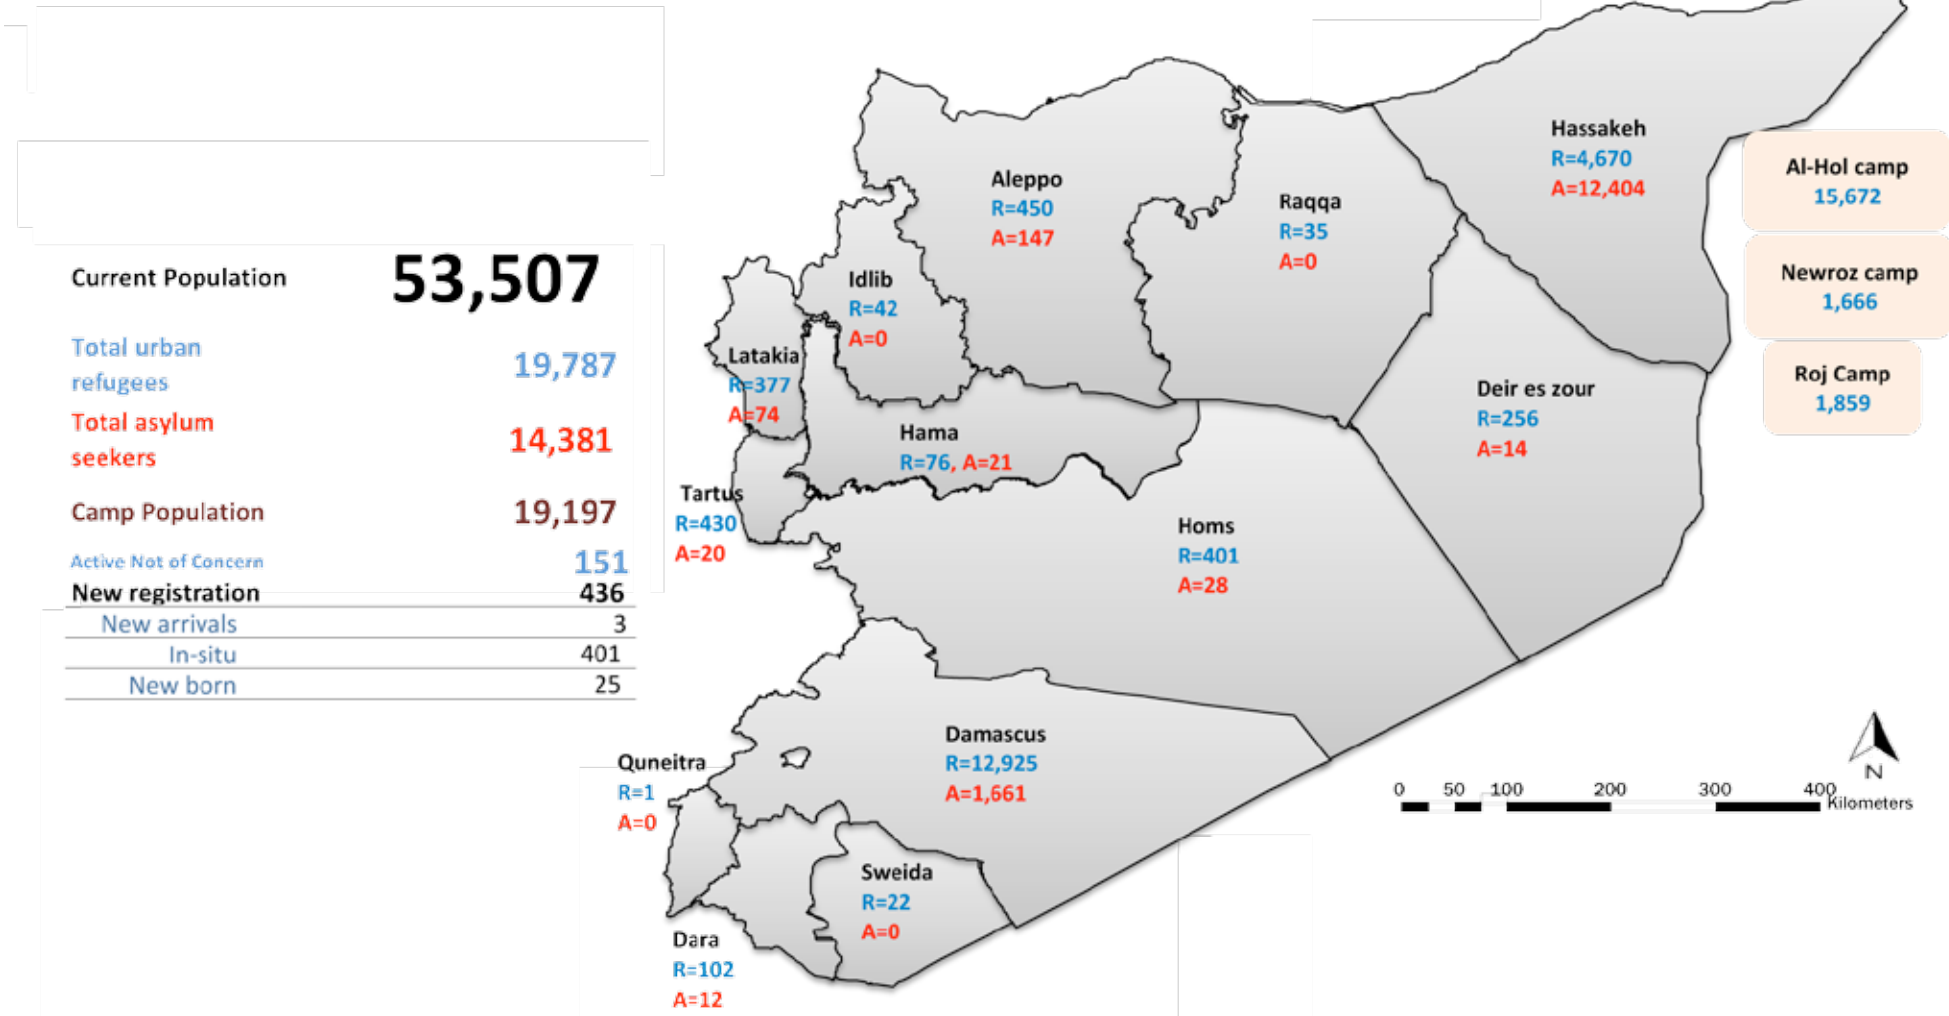 Current Population 53,507
Total urban
refugees 19,787
Total asylum
seekers 14,381
Camp Population 19,197
Active Not of Concern 151
New registration 436
New arrivals 3
In-situ 401
New born 25
Hassakeh
R=4,670
A=12,404
Al-Hol camp
15,672
Newroz camp
1,666
Roj Camp
1,859
Aleppo
R=450
A=147
Raqqa
R=35
A=0
Idlib
R=42
A=0
Latakia
R=377
A=74
Deir es zour
R=256
A=14
Hama
R=76, A=21
Tartus
R=430
A=20
Homs
R=401
A=28
Damascus
R=12,925
A=1,661
Quneitra
R=1
A=0
Sweida
R=22
A=0
Dara
R=102
A=12
N
0 50 100 200 300 400
Kilometers